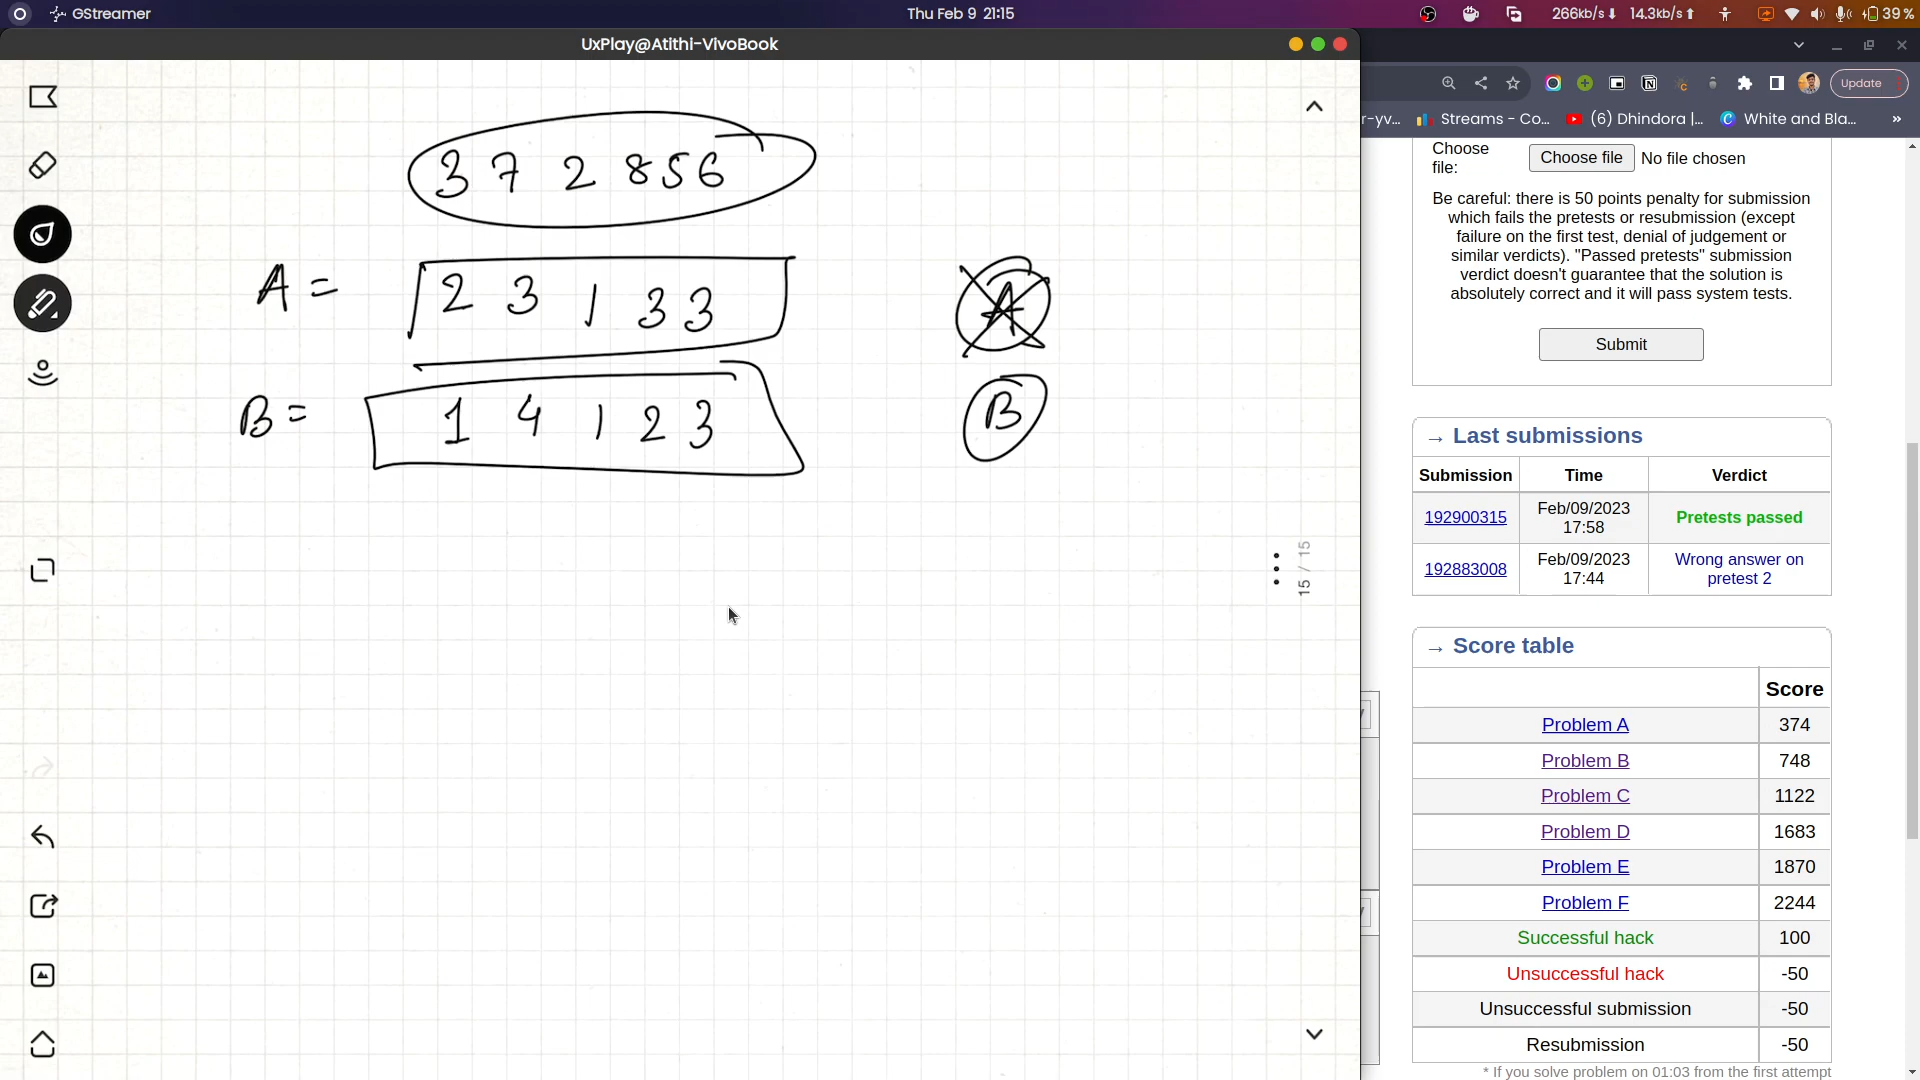 GStreamer
Thu Feb 9 21:15
266kb/s 14.3kb/s 39 %
UxPlay@Atithi-VivoBook
Update
r-yv... Streams - Co... (6) Dhindora |... White and Bla... »
3 7 2 8 5 6
A = 2 3 1 3 3
A
B = 1 4 1 2 3
B
15 / 15
Choose file: Choose file No file chosen
Be careful: there is 50 points penalty for submission
which fails the pretests or resubmission (except
failure on the first test, denial of judgement or
similar verdicts). "Passed pretests" submission
verdict doesn't guarantee that the solution is
absolutely correct and it will pass system tests.
Submit
→ Last submissions
Submission Time Verdict
192900315 Feb/09/2023 17:58 Pretests passed
192883008 Feb/09/2023 17:44 Wrong answer on pretest 2
→ Score table
Score
Problem A 374
Problem B 748
Problem C 1122
Problem D 1683
Problem E 1870
Problem F 2244
Successful hack 100
Unsuccessful hack -50
Unsuccessful submission -50
Resubmission -50
* If you solve problem on 01:03 from the first attempt